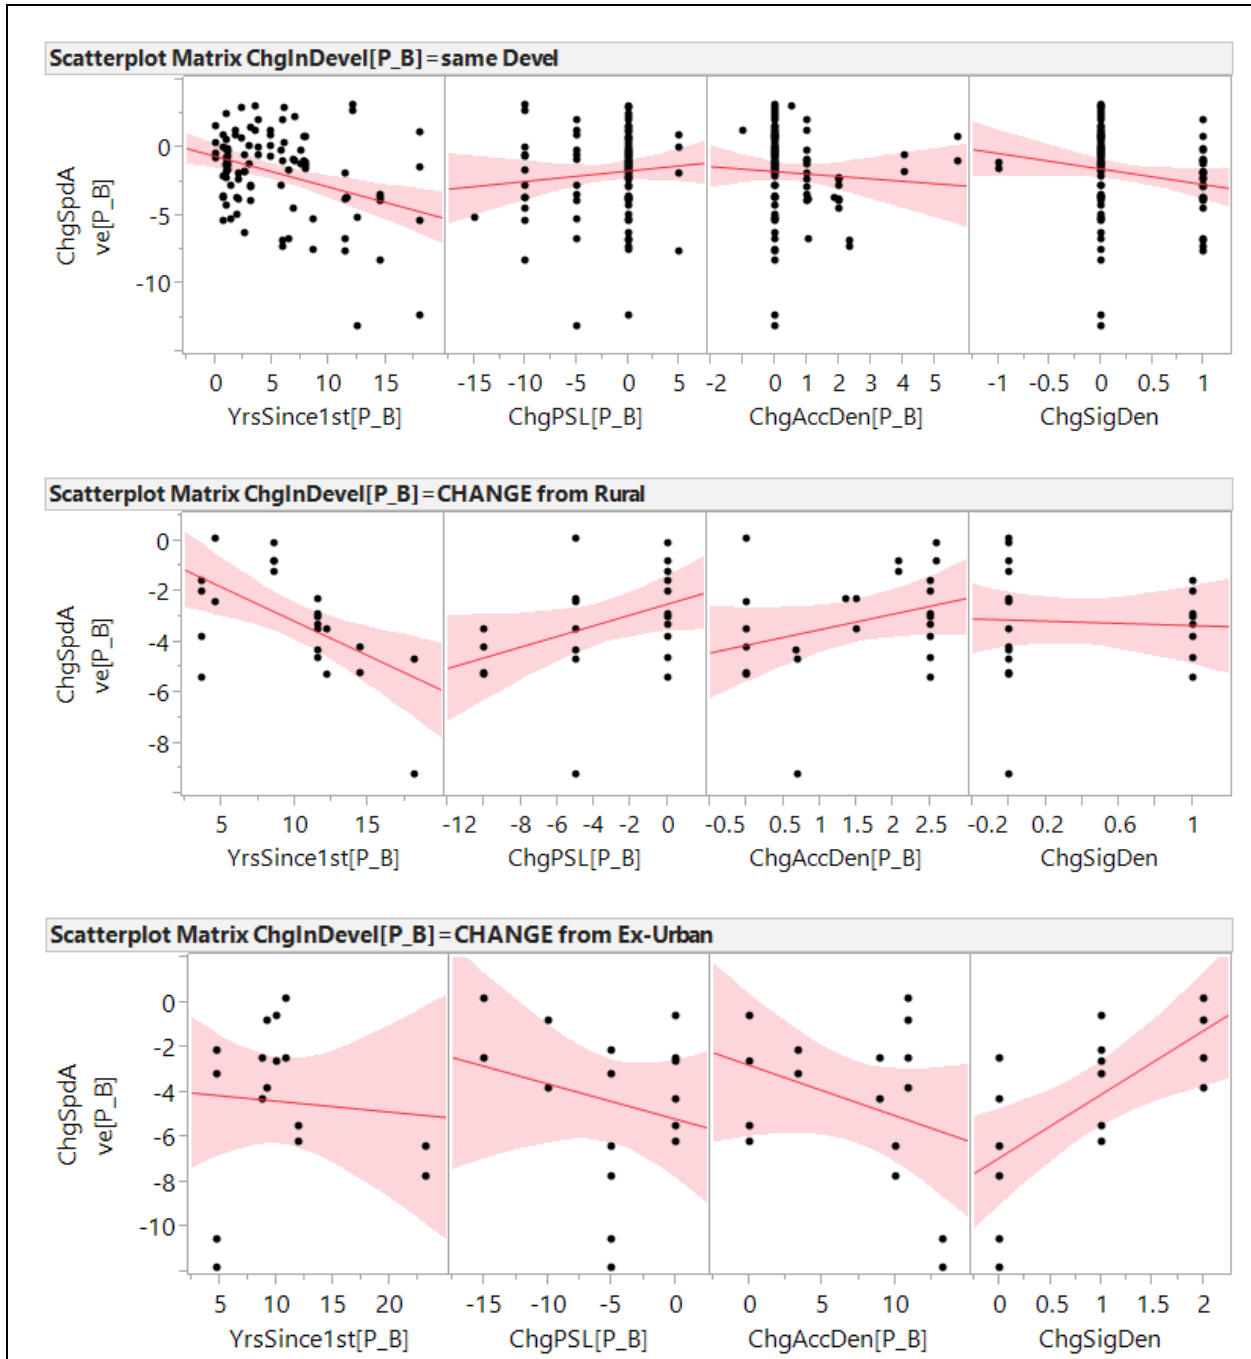 Scatterplot Matrix ChgInDevel[P_B]=same Devel
ChgSpdA
ve[P_B]
0
-5
-10
0 5 10 15
-15 -10 -5 0 5
-2 0 1 2 3 4 5
-1 -0.5 0 0.5 1
YrsSince1st[P_B] ChgPSL[P_B] ChgAccDen[P_B] ChgSigDen
Scatterplot Matrix ChgInDevel[P_B]=CHANGE from Rural
ChgSpdA
ve[P_B]
0
-2
-4
-6
-8
5 10 15
-12 -8 -6 -4 -2 0
-0.5 0.5 1 1.5 2 2.5
-0.2 0.2 0.6 1
YrsSince1st[P_B] ChgPSL[P_B] ChgAccDen[P_B] ChgSigDen
Scatterplot Matrix ChgInDevel[P_B]=CHANGE from Ex-Urban
ChgSpdA
ve[P_B]
0
-2
-4
-6
-8
-10
5 10 15 20
-15 -10 -5 0
0 5 10
0 0.5 1 1.5 2
YrsSince1st[P_B] ChgPSL[P_B] ChgAccDen[P_B] ChgSigDen